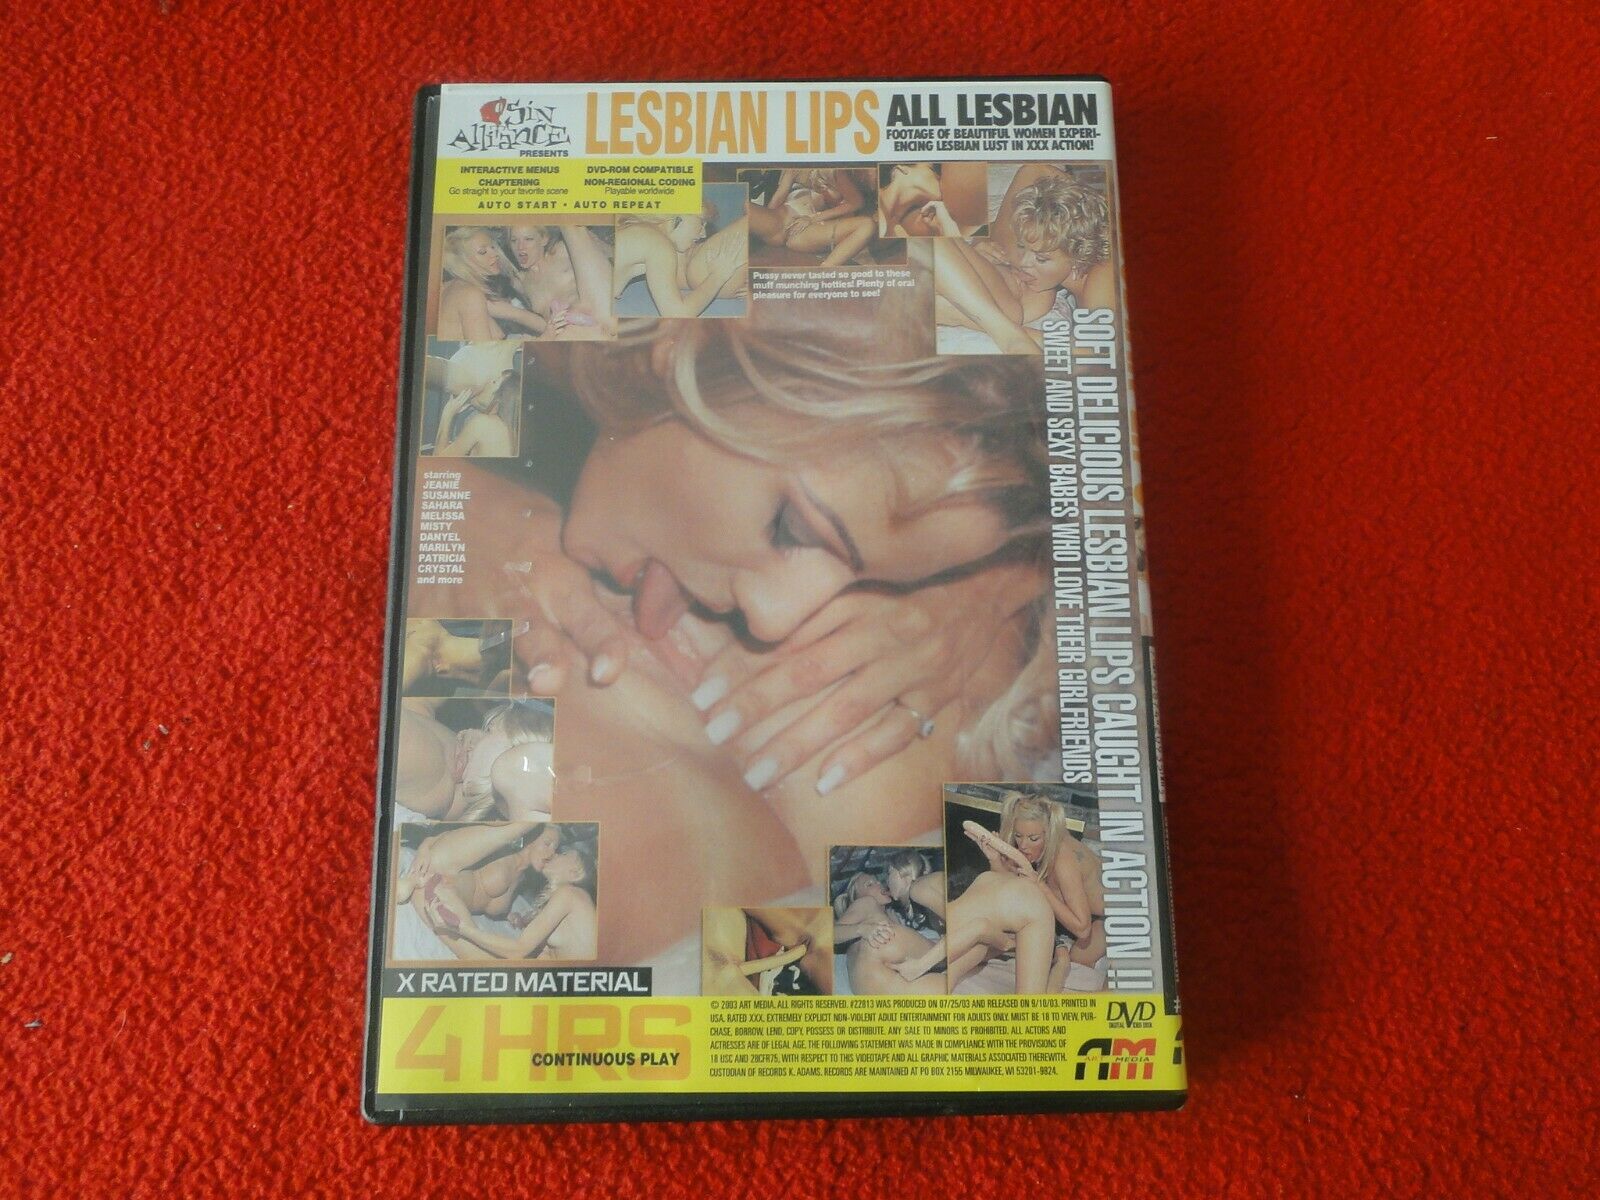 Sin
Alliance
PRESENTS
LESBIAN LIPS
ALL LESBIAN
FOOTAGE OF BEAUTIFUL WOMEN EXPERI-
ENCING LESBIAN LUST IN XXX ACTION!
INTERACTIVE MENUS
CHAPTERING
Go straight to your favorite scene
DVD-ROM COMPATIBLE
NON-REGIONAL CODING
Playable worldwide
AUTO START • AUTO REPEAT
Pussy never tasted so good to these
muff munching hotties! Plenty of oral
pleasure for everyone to see!
SOFT DELICIOUS LESBIAN LIPS CAUGHT IN ACTION!!
SWEET AND SEXY BABES WHO LOVE THEIR GIRLFRIENDS
starring
JEANIE
SUSANNE
SAHARA
MELISSA
MISTY
DANYEL
MARILYN
PATRICIA
CRYSTAL
and more
X RATED MATERIAL
4 HRS
CONTINUOUS PLAY
© 2003 ART MEDIA. ALL RIGHTS RESERVED. #22813 WAS PRODUCED ON 07/25/03 AND RELEASED ON 9/10/03. PRINTED IN
USA. RATED XXX. EXTREMELY EXPLICIT NON-VIOLENT ADULT ENTERTAINMENT FOR ADULTS ONLY. MUST BE 18 TO VIEW, PUR-
CHASE, BORROW, LEND, COPY, POSSESS OR DISTRIBUTE. ANY SALE TO MINORS IS PROHIBITED. ALL ACTORS AND
ACTRESSES ARE OF LEGAL AGE. THE FOLLOWING STATEMENT WAS MADE IN COMPLIANCE WITH THE PROVISIONS OF
18 USC AND 28CFR75, WITH RESPECT TO THIS VIDEOTAPE AND ALL GRAPHIC MATERIALS ASSOCIATED THEREWITH.
CUSTODIAN OF RECORDS K. ADAMS. RECORDS ARE MAINTAINED AT PO BOX 2155 MILWAUKEE, WI 53201-9824.
DVD
DIGITAL VIDEO DISK
ART MEDIA
AM